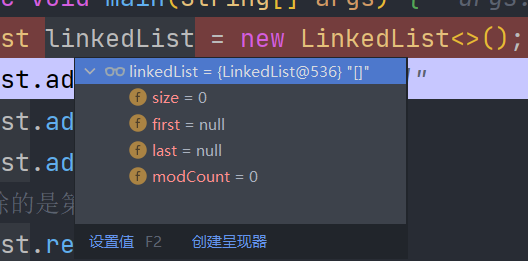 c void main(String[] args) { args:
st linkedList = new LinkedList<>();
st.ad
linkedList = {LinkedList@536} "[]"
f size = 0
f first = null
f last = null
f modCount = 0
st.ad
st.ad
除的是第
st.re
设置值 F2 创建呈现器